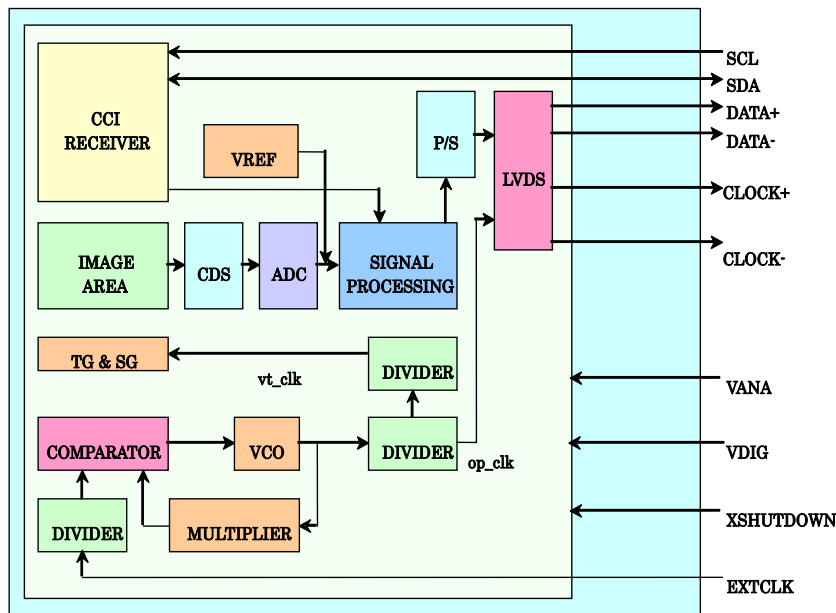 SCL
SDA
CCI
RECEIVER
DATA+
P/S
DATA-
VREF
LVDS
CLOCK+
IMAGE
AREA
CDS
ADC
SIGNAL
PROCESSING
CLOCK-
TG & SG
DIVIDER
vt_clk
VANA
COMPARATOR
VCO
DIVIDER
op_clk
VDIG
DIVIDER
MULTIPLIER
XSHUTDOWN
EXTCLK